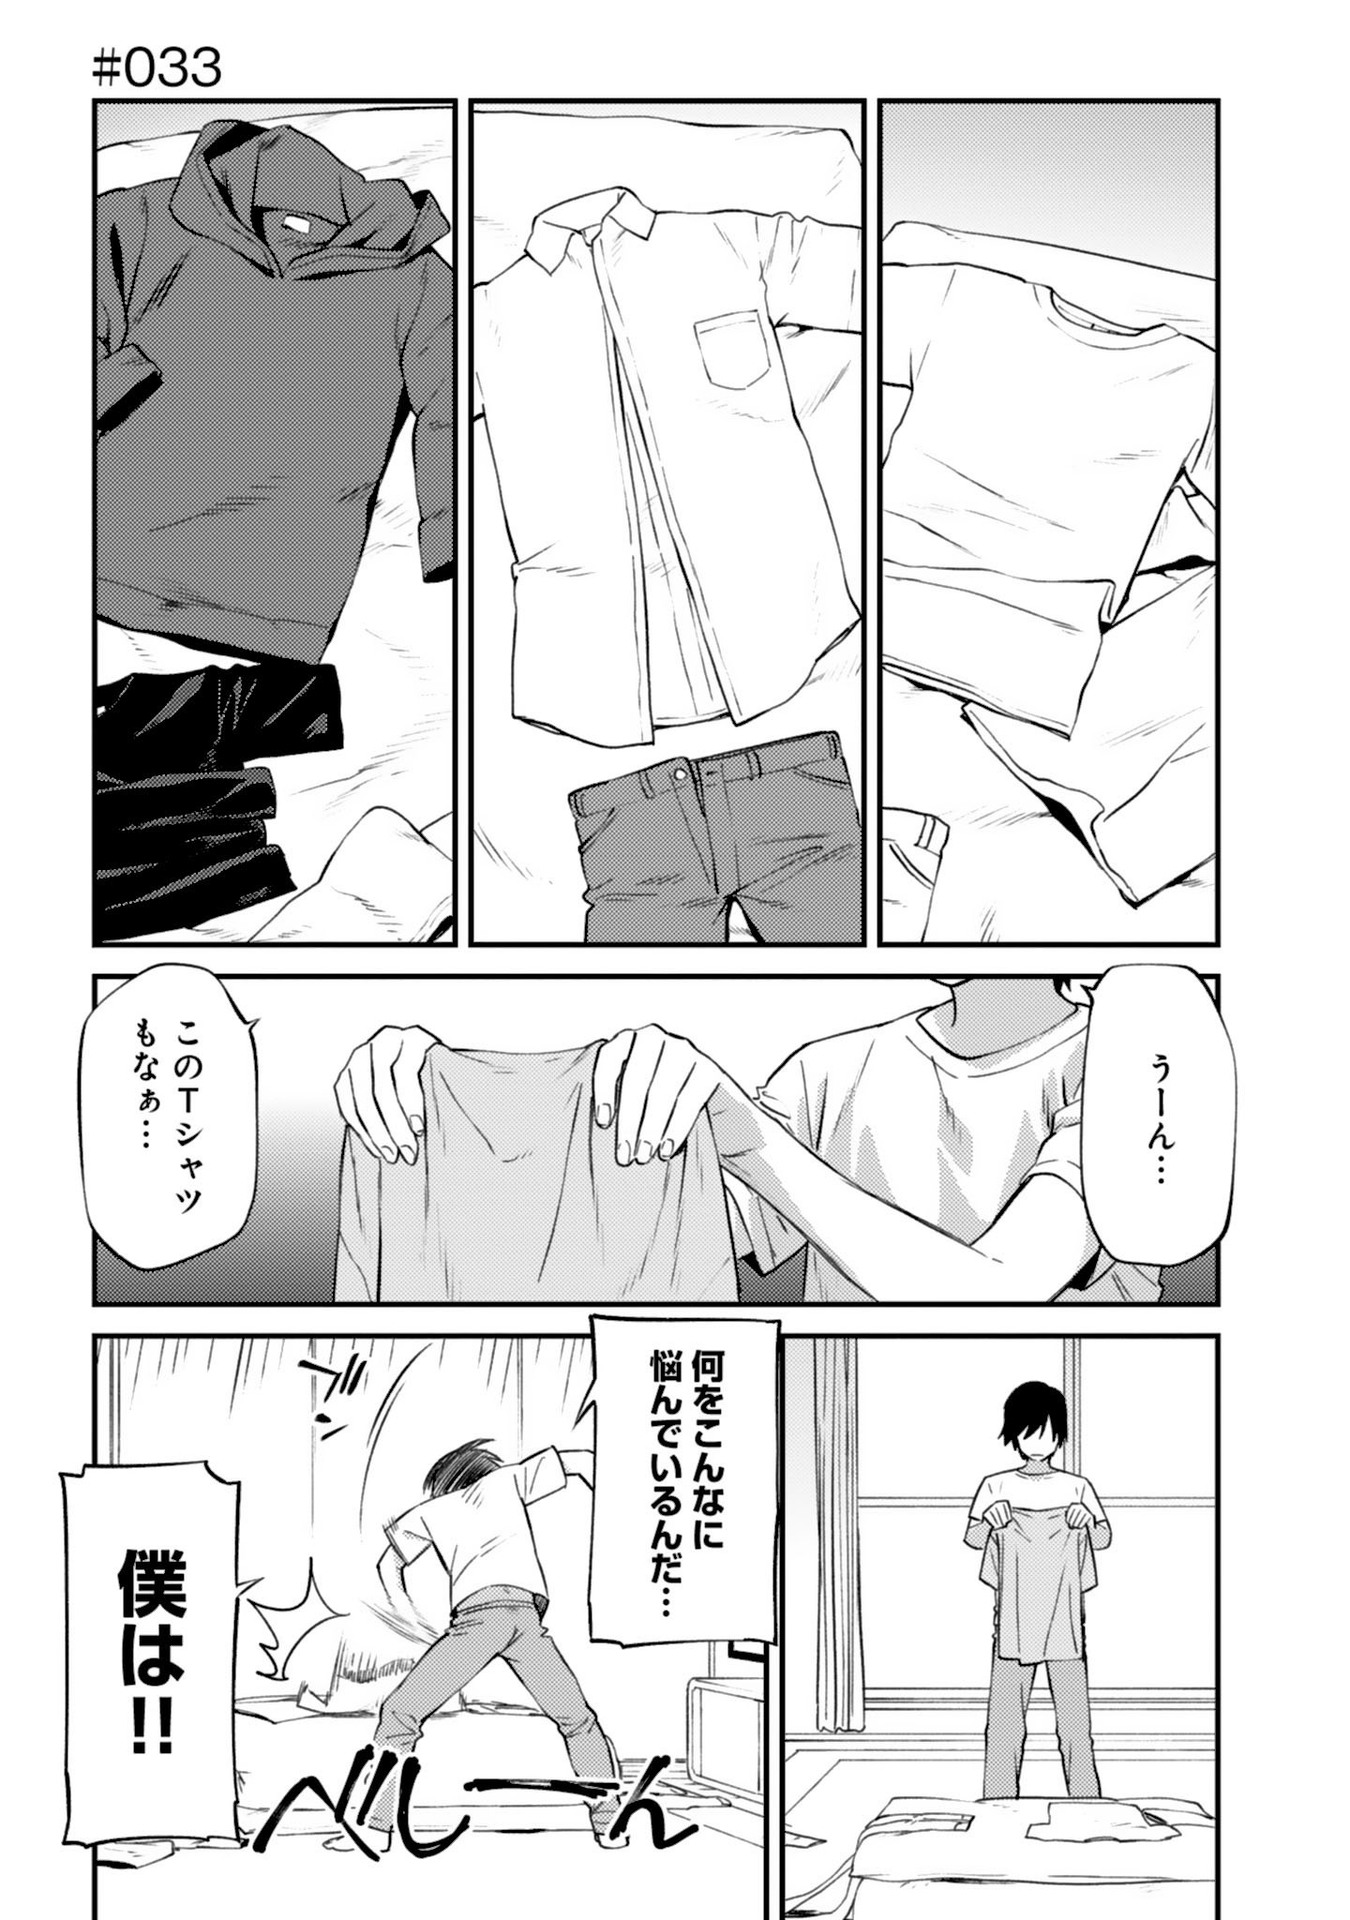 #033
うーん…
このTシャツ
もなぁ…
何をこんなに
悩んでいるんだ…
僕は!!
ブン
べしーん